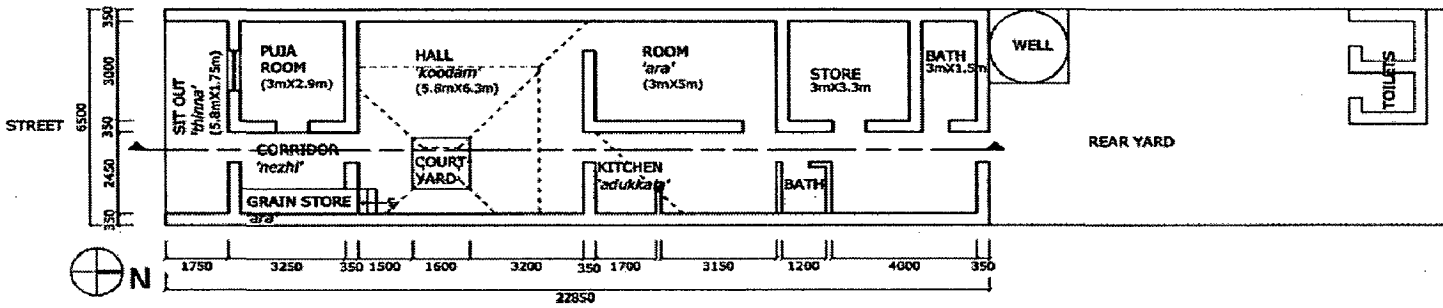 STREET
6500
350
3000
350
2450
350
SIT OUT
'thinna'
(5.8mX1.75m)
PUJA
ROOM
(3mX2.9m)
HALL
'koodam'
(5.8mX6.3m)
ROOM
'ara'
(3mX5m)
STORE
3mX3.3m
BATH
3mX1.5m
WELL
TOILETS
CORRIDOR
'nezhi'
COURT
YARD
KITCHEN
'adukkala'
BATH
REAR YARD
GRAIN STORE
'ara'
N
1750
3250
350
1500
1600
3200
350
1700
3150
1200
4000
350
22850